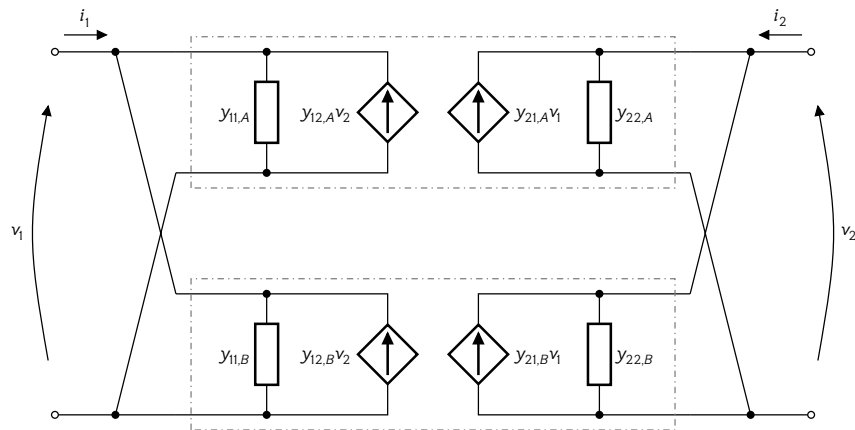 i1
i2
y11,A
y12,Av2
y21,Av1
y22,A
v1
v2
y11,B
y12,Bv2
y21,Bv1
y22,B